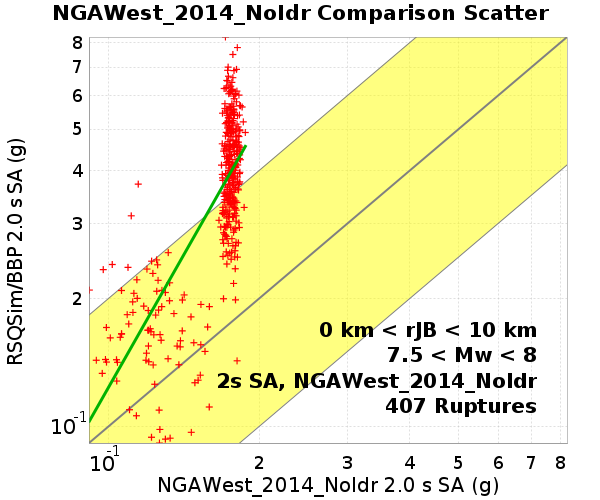 NGAWest_2014_NoIdr Comparison Scatter
8
7
6
5
4
3
2
10-1
RSQSim/BBP 2.0 s SA (g)
0 km < rJB < 10 km
7.5 < Mw < 8
2s SA, NGAWest_2014_NoIdr
407 Ruptures
10-1 2 3 4 5 6 7 8
NGAWest_2014_NoIdr 2.0 s SA (g)